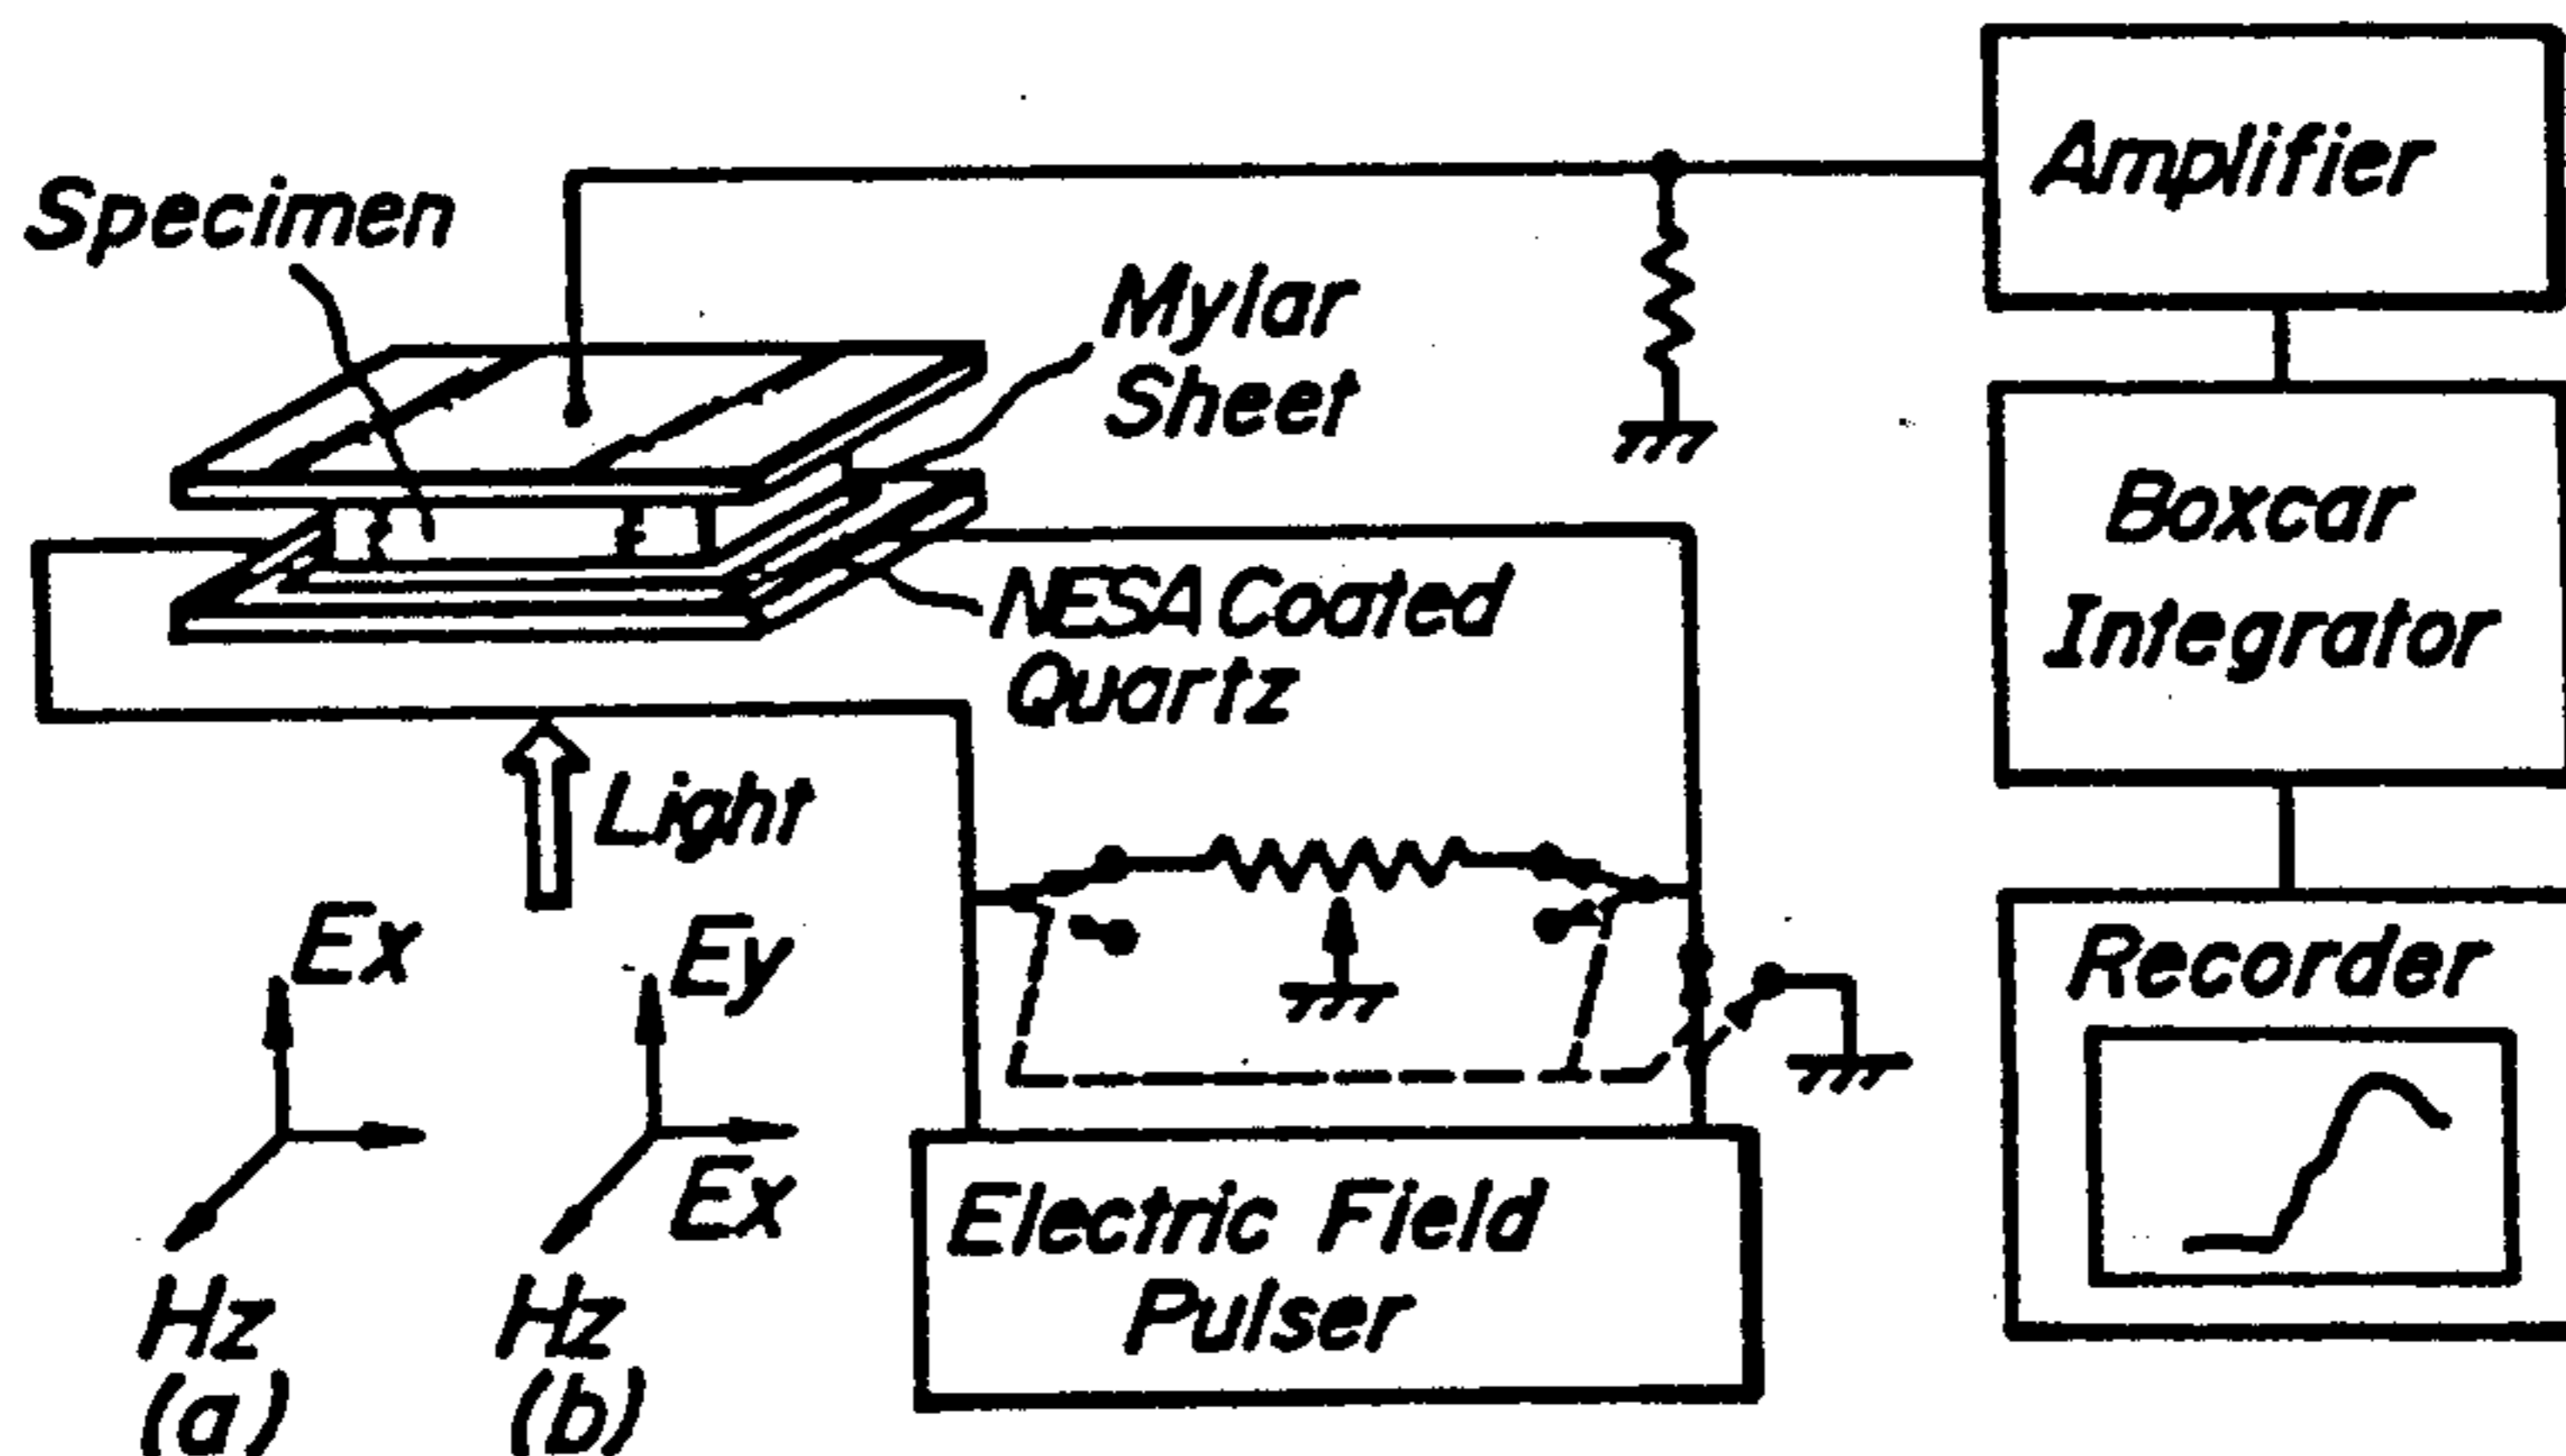 Specimen
Mylar
Sheet
NESA Coated
Quartz
Light
Amplifier
Boxcar
Integrator
Recorder
Electric Field
Pulser
Ex
Hz
(a)
Ey
Ex
Hz
(b)